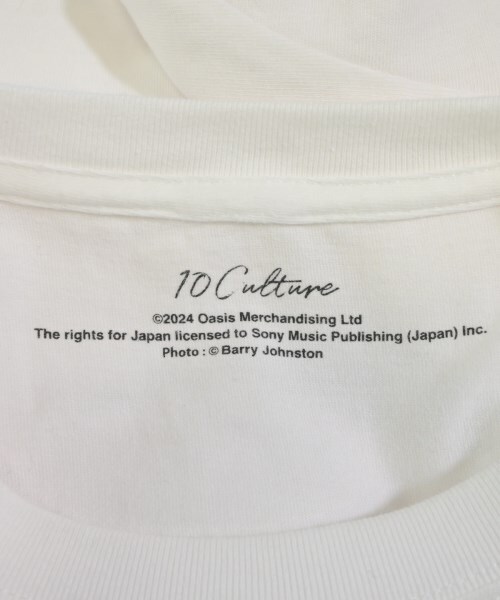 10 Culture
©2024 Oasis Merchandising Ltd
The rights for Japan licensed to Sony Music Publishing (Japan) Inc.
Photo : © Barry Johnston